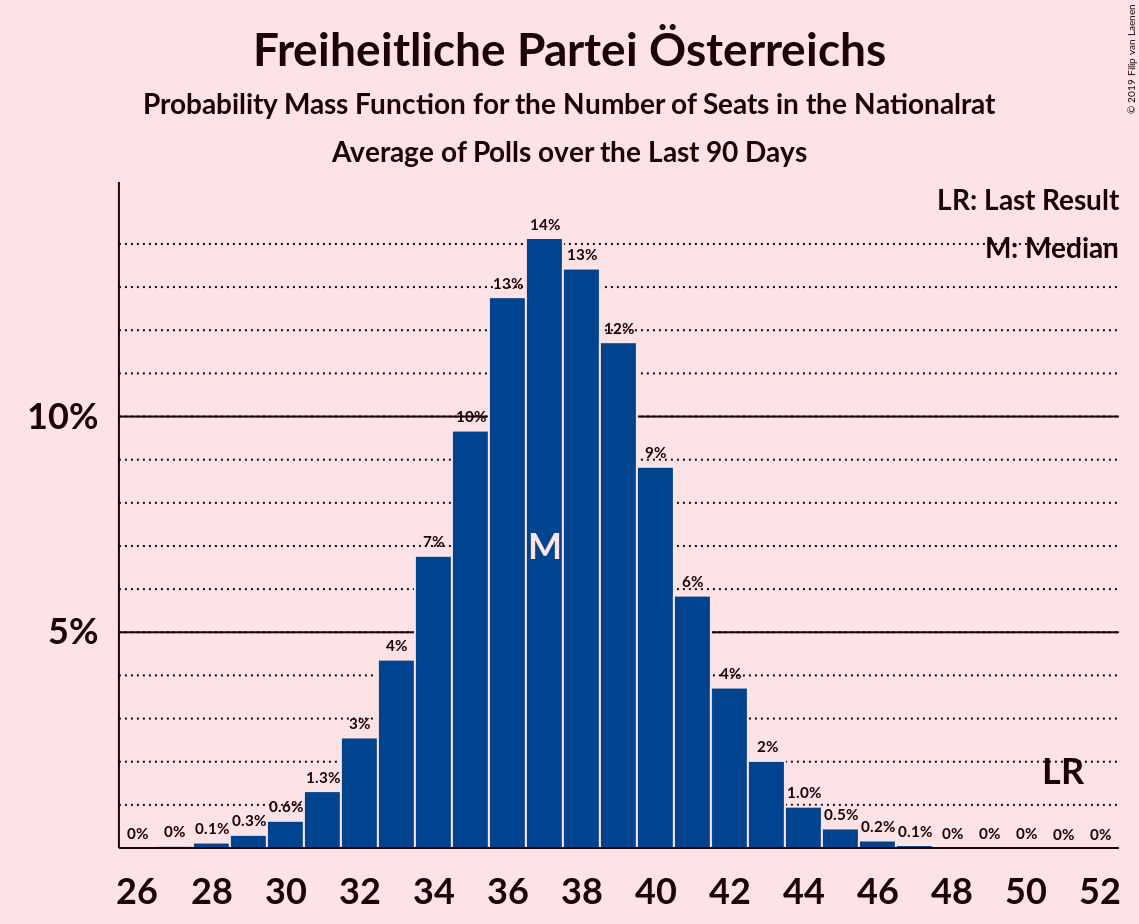 Freiheitliche Partei Österreichs
Probability Mass Function for the Number of Seats in the Nationalrat
Average of Polls over the Last 90 Days
© 2019 Filip van Laenen
LR: Last Result
M: Median
10%
5%
0% 0% 0.1% 0.3% 0.6% 1.3% 3% 4% 7% 10% 13% 14% 13% 12% 9% 6% 4% 2% 1.0% 0.5% 0.2% 0.1% 0% 0% 0% 0% 0%
M
LR
26 28 30 32 34 36 38 40 42 44 46 48 50 52